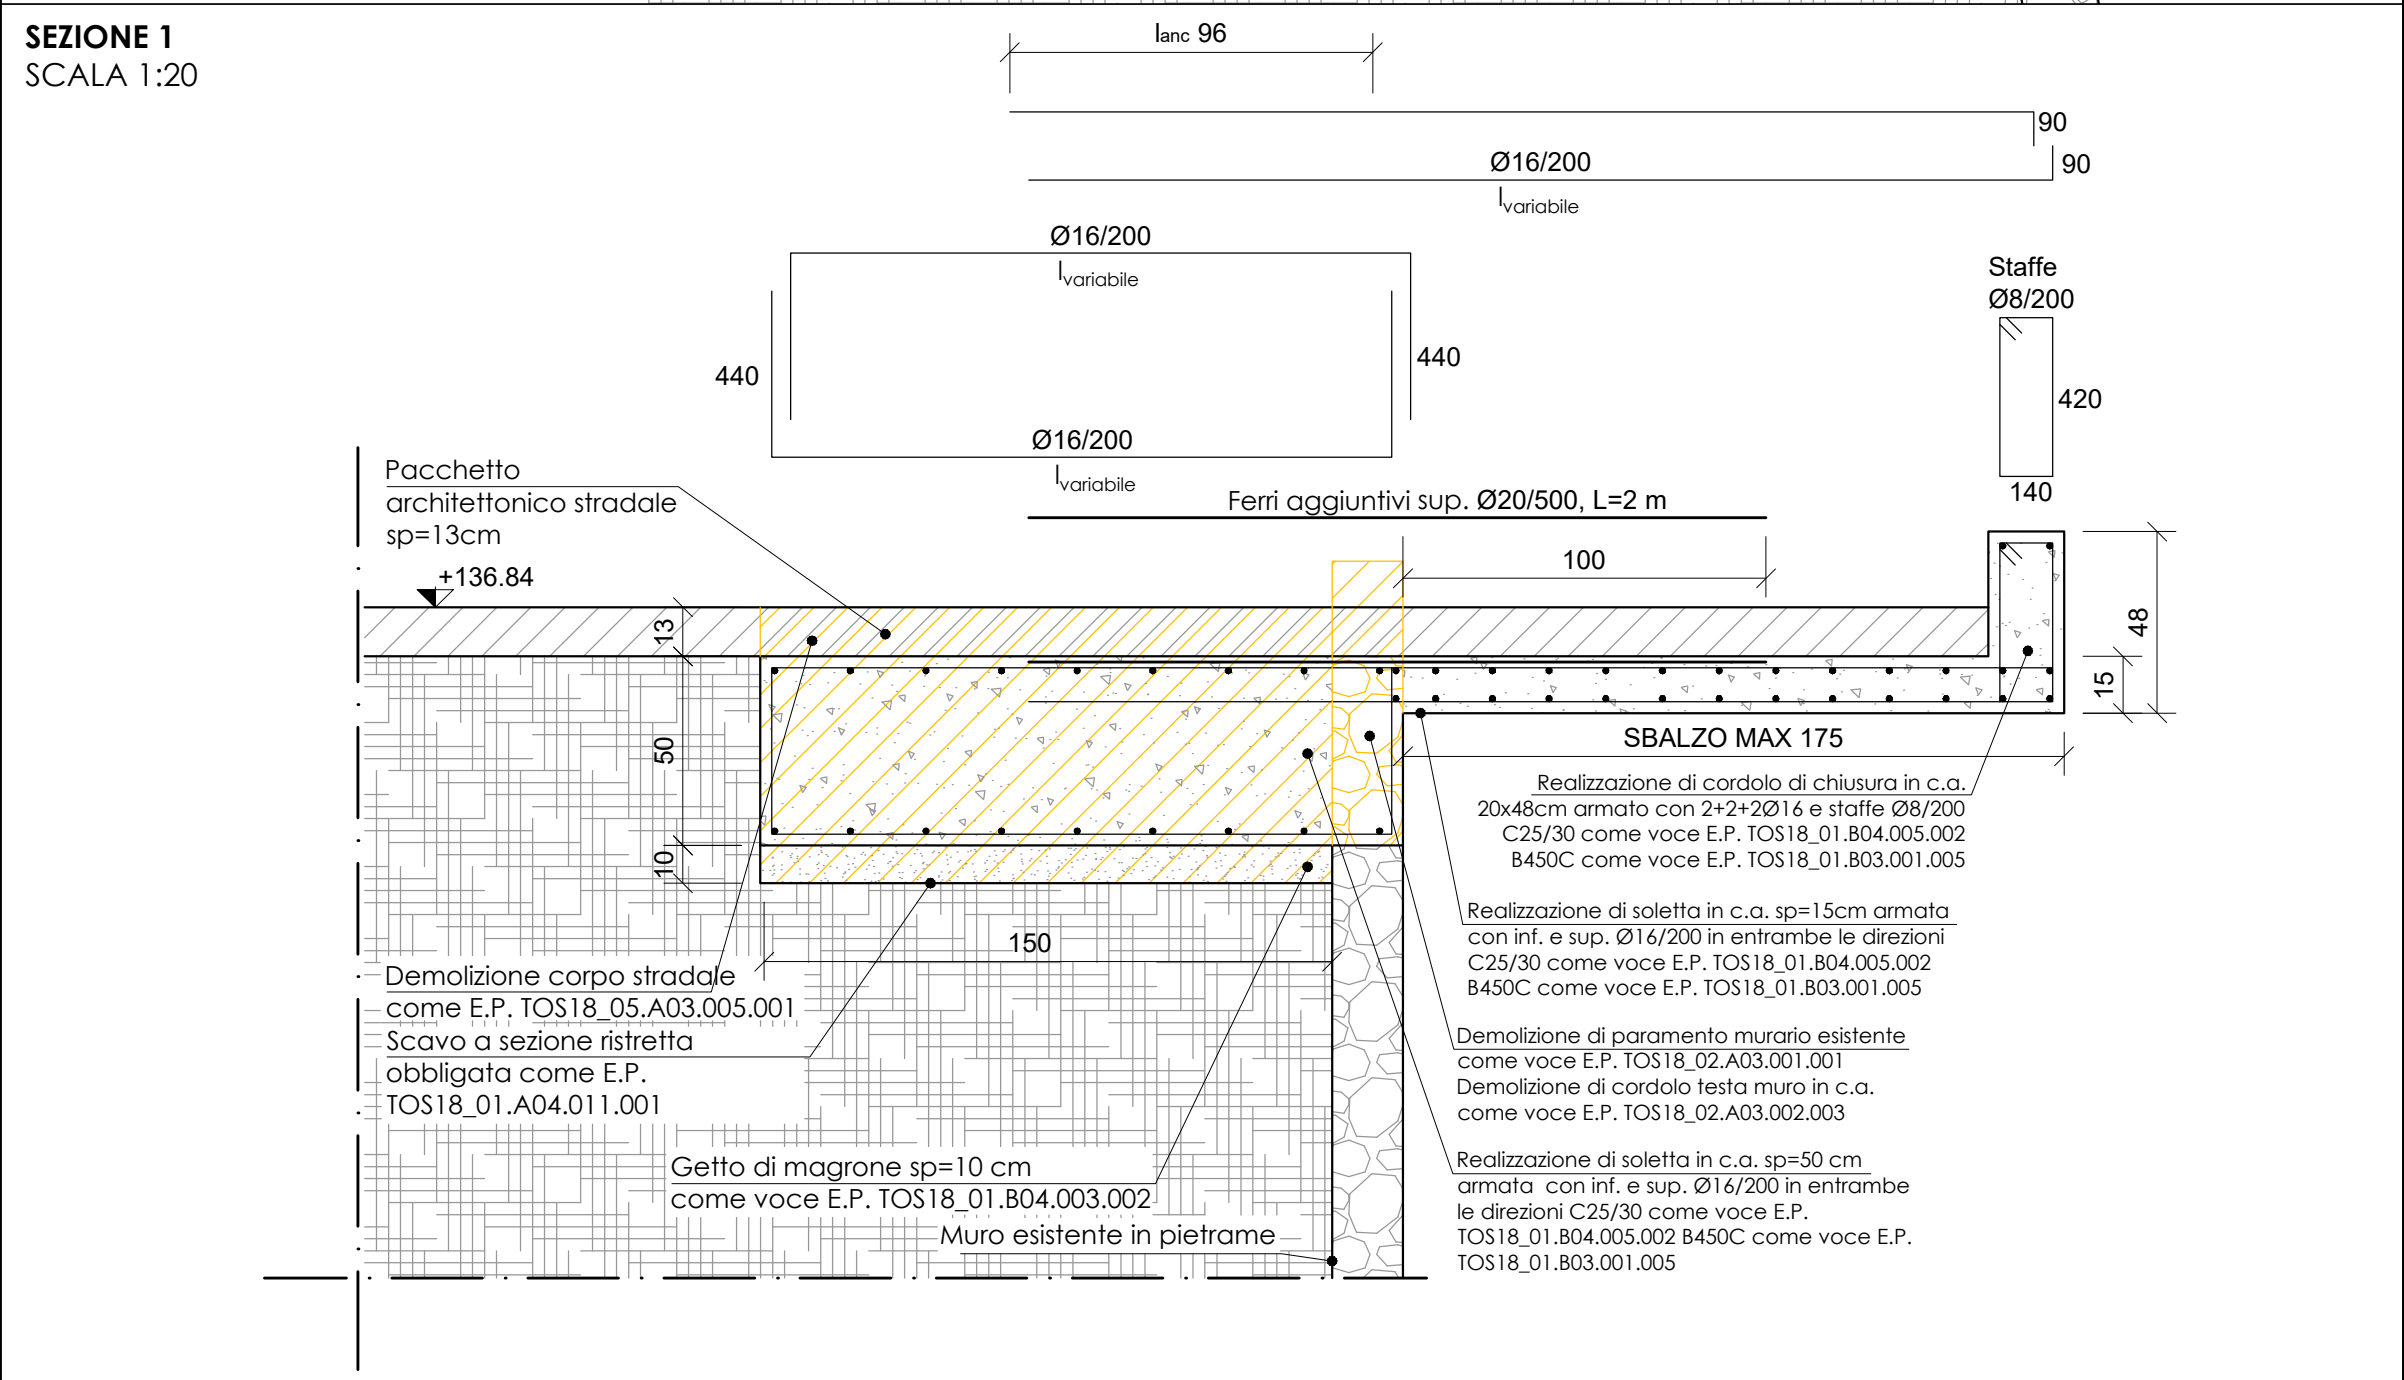 SEZIONE 1
SCALA 1:20
lanc 96
90
Ø16/200
90
lvariabile
Ø16/200
lvariabile
Staffe
Ø8/200
440
440
420
Ø16/200
lvariabile
140
Pacchetto
architettonico stradale
sp=13cm
Ferri aggiuntivi sup. Ø20/500, L=2 m
100
+136.84
13
50
10
48
15
SBALZO MAX 175
150
Realizzazione di cordolo di chiusura in c.a.
20x48cm armato con 2+2+2Ø16 e staffe Ø8/200
C25/30 come voce E.P. TOS18_01.B04.005.002
B450C come voce E.P. TOS18_01.B03.001.005
Realizzazione di soletta in c.a. sp=15cm armata
con inf. e sup. Ø16/200 in entrambe le direzioni
C25/30 come voce E.P. TOS18_01.B04.005.002
B450C come voce E.P. TOS18_01.B03.001.005
Demolizione corpo stradale
come E.P. TOS18_05.A03.005.001
Scavo a sezione ristretta
obbligata come E.P.
TOS18_01.A04.011.001
Demolizione di paramento murario esistente
come voce E.P. TOS18_02.A03.001.001
Demolizione di cordolo testa muro in c.a.
come voce E.P. TOS18_02.A03.002.003
Getto di magrone sp=10 cm
come voce E.P. TOS18_01.B04.003.002
Muro esistente in pietrame
Realizzazione di soletta in c.a. sp=50 cm
armata con inf. e sup. Ø16/200 in entrambe
le direzioni C25/30 come voce E.P.
TOS18_01.B04.005.002 B450C come voce E.P.
TOS18_01.B03.001.005